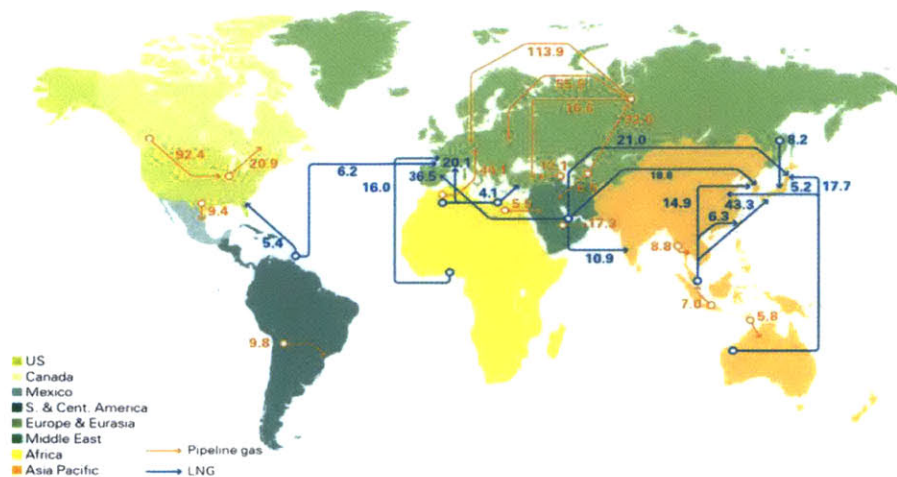 113.9
55.9
92.4
20.9
21.0
8.2
6.2
20.1
36.5
16.0
4.1
18.8
5.2
17.7
14.9
43.3
6.3
9.4
5.4
17.3
10.9
8.8
7.0
5.8
9.8
US
Canada
Mexico
S. & Cent. America
Europe & Eurasia
Middle East
Africa
Asia Pacific
Pipeline gas
LNG